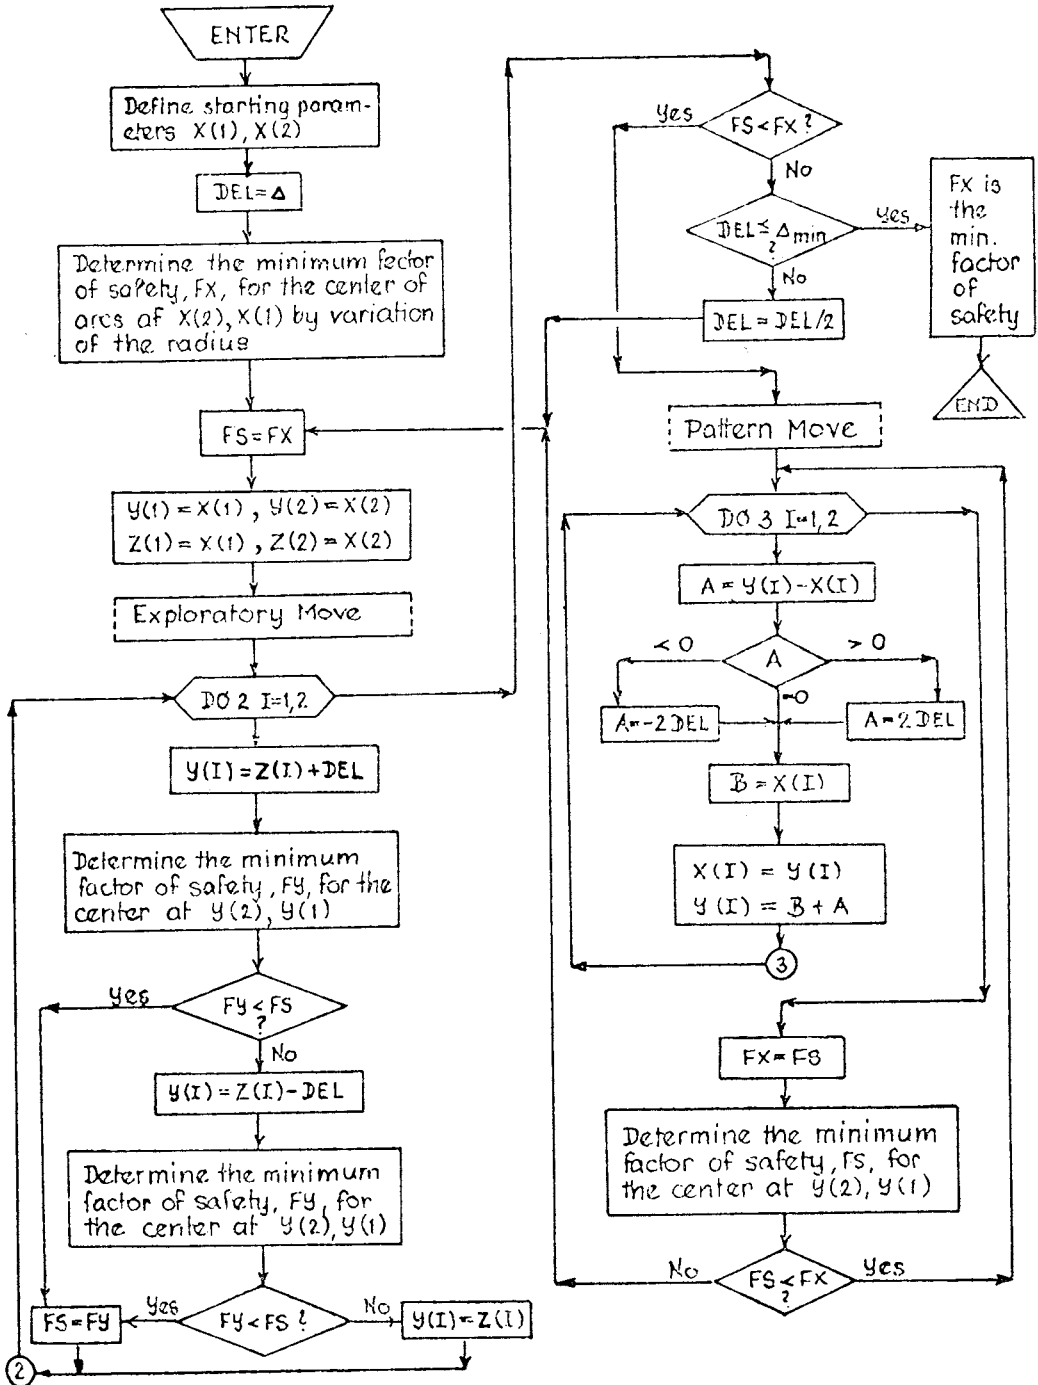 ENTER
Define starting param-
eters X(1), X(2)
DEL = Δ
Determine the minimum fector
of safety, FX, for the center of
arcs af X(2), X(1) by variation
of the radius
FS = FX
Y(1) = X(1) , Y(2) = X(2)
Z(1) = X(1) , Z(2) = X(2)
Exploratory Move
DO 2 I=1,2
Y(I) = Z(I) + DEL
Determine the minimum
factor of safety, FY, for the
center at Y(2), Y(1)
FY < FS
?
Yes
No
Y(I) = Z(I) - DEL
Determine the minimum
factor of safety, FY, for
the center at Y(2), Y(1)
FY < FS ?
Yes
No
FS = FY
Y(I) = Z(I)
2
FS < FX ?
Yes
No
DEL ≤ Δmin
?
Yes
No
FX is
the
min.
factor
of
safety
END
DEL = DEL/2
Pattern Move
DO 3 I=1,2
A = Y(I) - X(I)
A
< 0
> 0
=0
A = -2 DEL
A = 2 DEL
B = X(I)
X(I) = Y(I)
Y(I) = B + A
3
FX = FS
Determine the minimum
factor of safety, FS, for
the center at Y(2), Y(1)
FS < FX
?
No
Yes